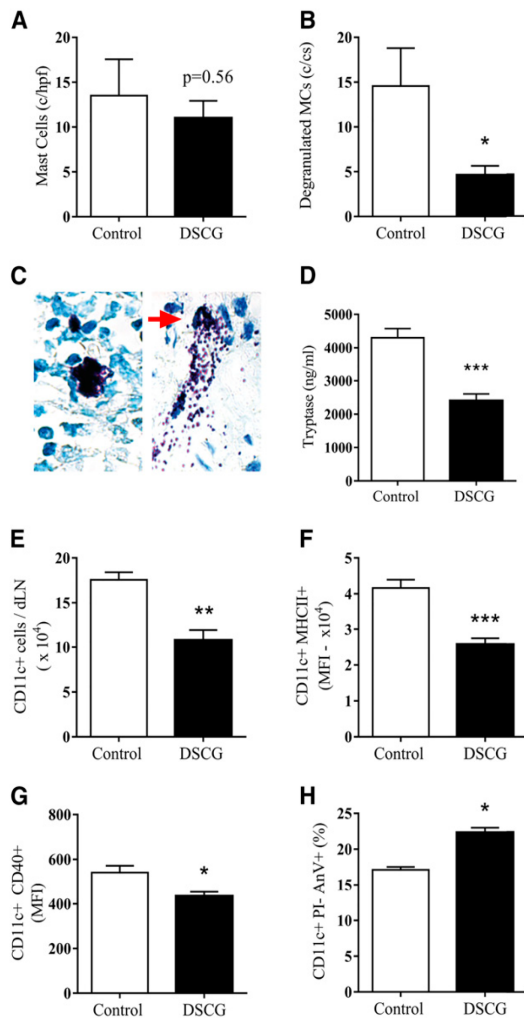 A
Mast Cells (c/hpf)
20
15
10
5
0
p=0.56
Control
DSCG
B
Degranulated MCs (c/cs)
20
15
10
5
0
*
Control
DSCG
C
D
Tryptase (ng/ml)
5000
4000
3000
2000
1000
0
***
Control
DSCG
E
CD11c+ cells / dLN
( x 10⁴)
20
15
10
5
0
**
Control
DSCG
F
CD11c+ MHCII+
(MFI - x10⁴)
5
4
3
2
1
0
***
Control
DSCG
G
CD11c+ CD40+
(MFI)
800
600
400
200
0
*
Control
DSCG
H
CD11c+ PI- AnV+ (%)
25
20
15
10
5
0
*
Control
DSCG